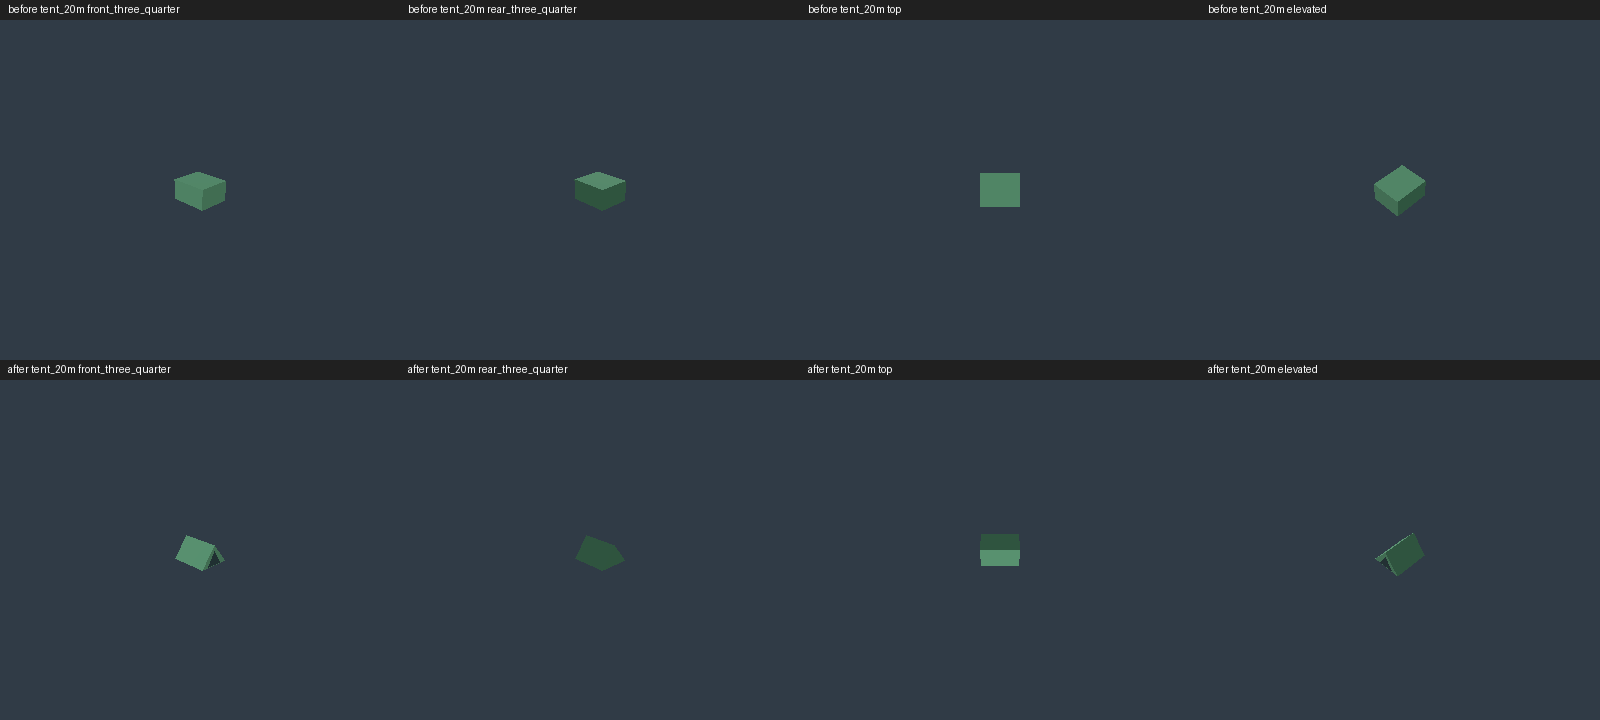 before tent_20m front_three_quarter
before tent_20m rear_three_quarter
before tent_20m top
before tent_20m elevated
after tent_20m front_three_quarter
after tent_20m rear_three_quarter
after tent_20m top
after tent_20m elevated